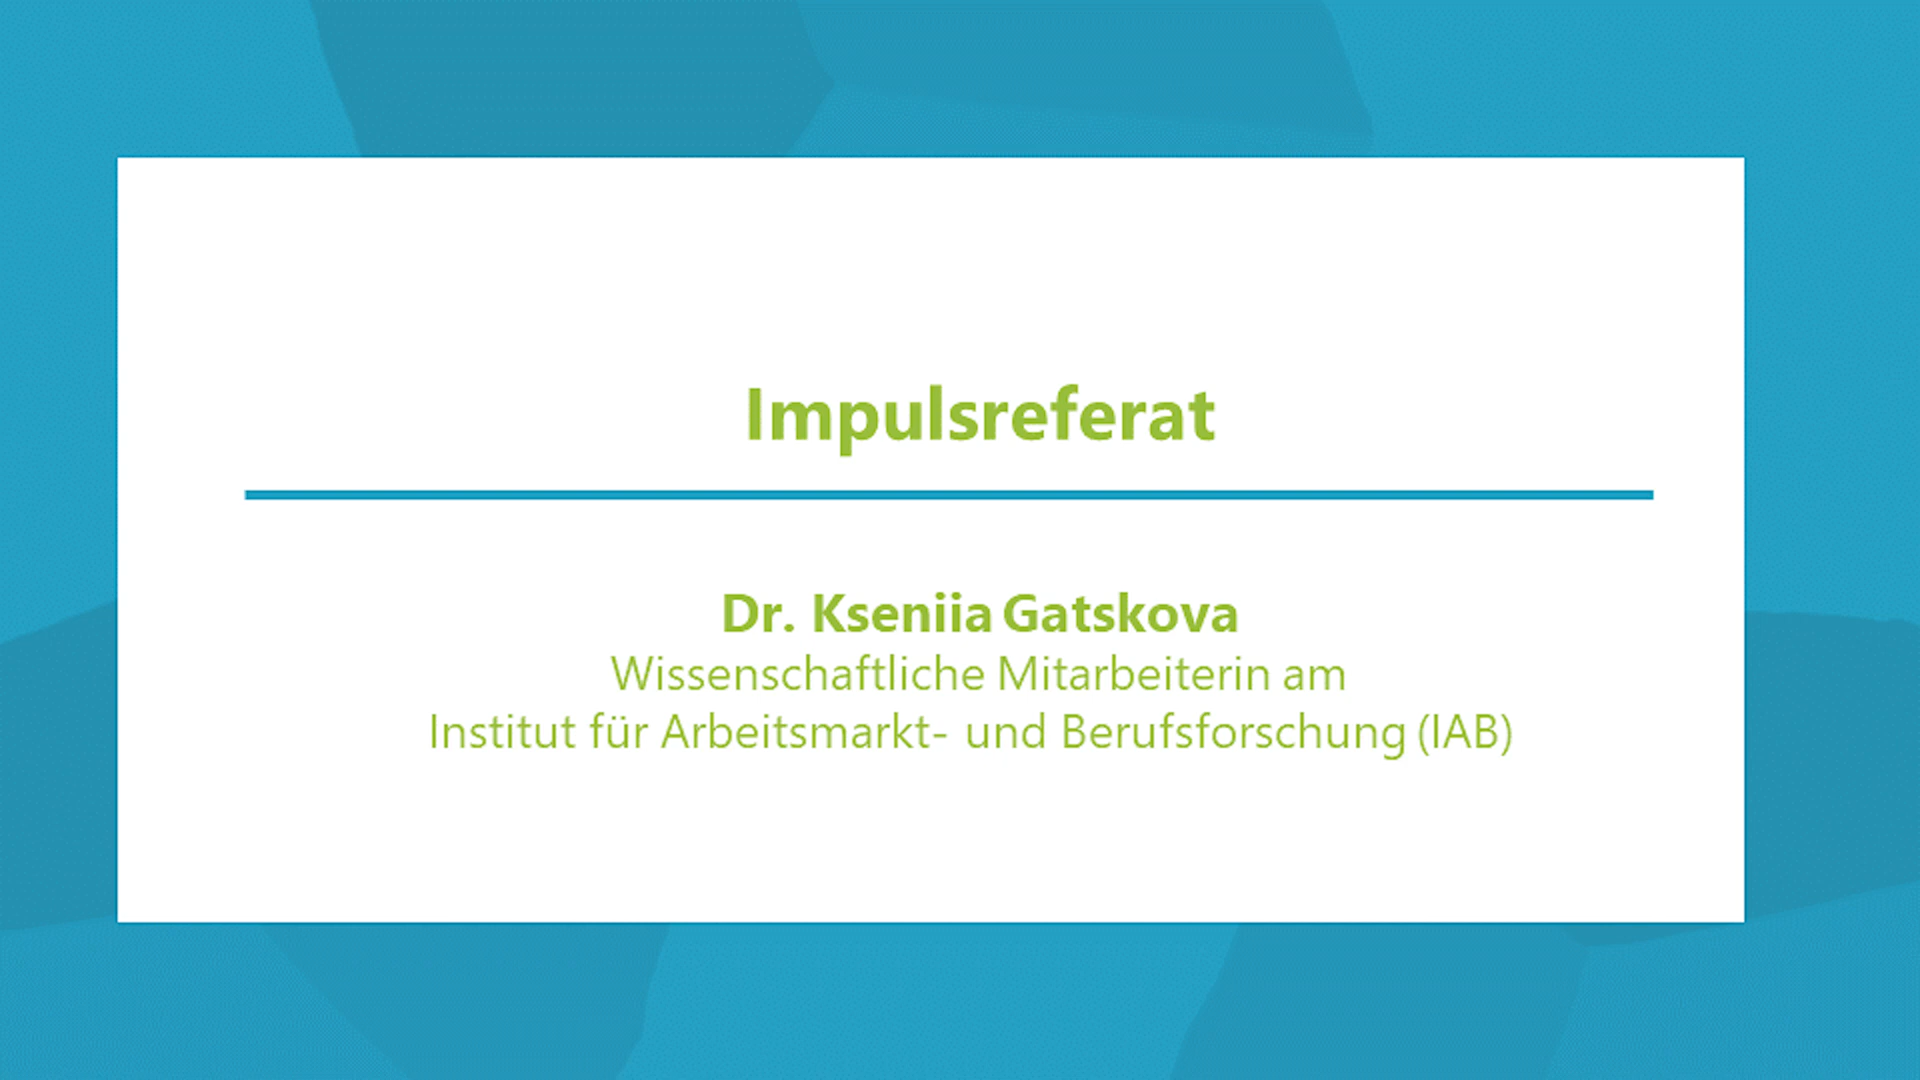 Impulsreferat
Dr. Kseniia Gatskova
Wissenschaftliche Mitarbeiterin am
Institut für Arbeitsmarkt- und Berufsforschung (IAB)